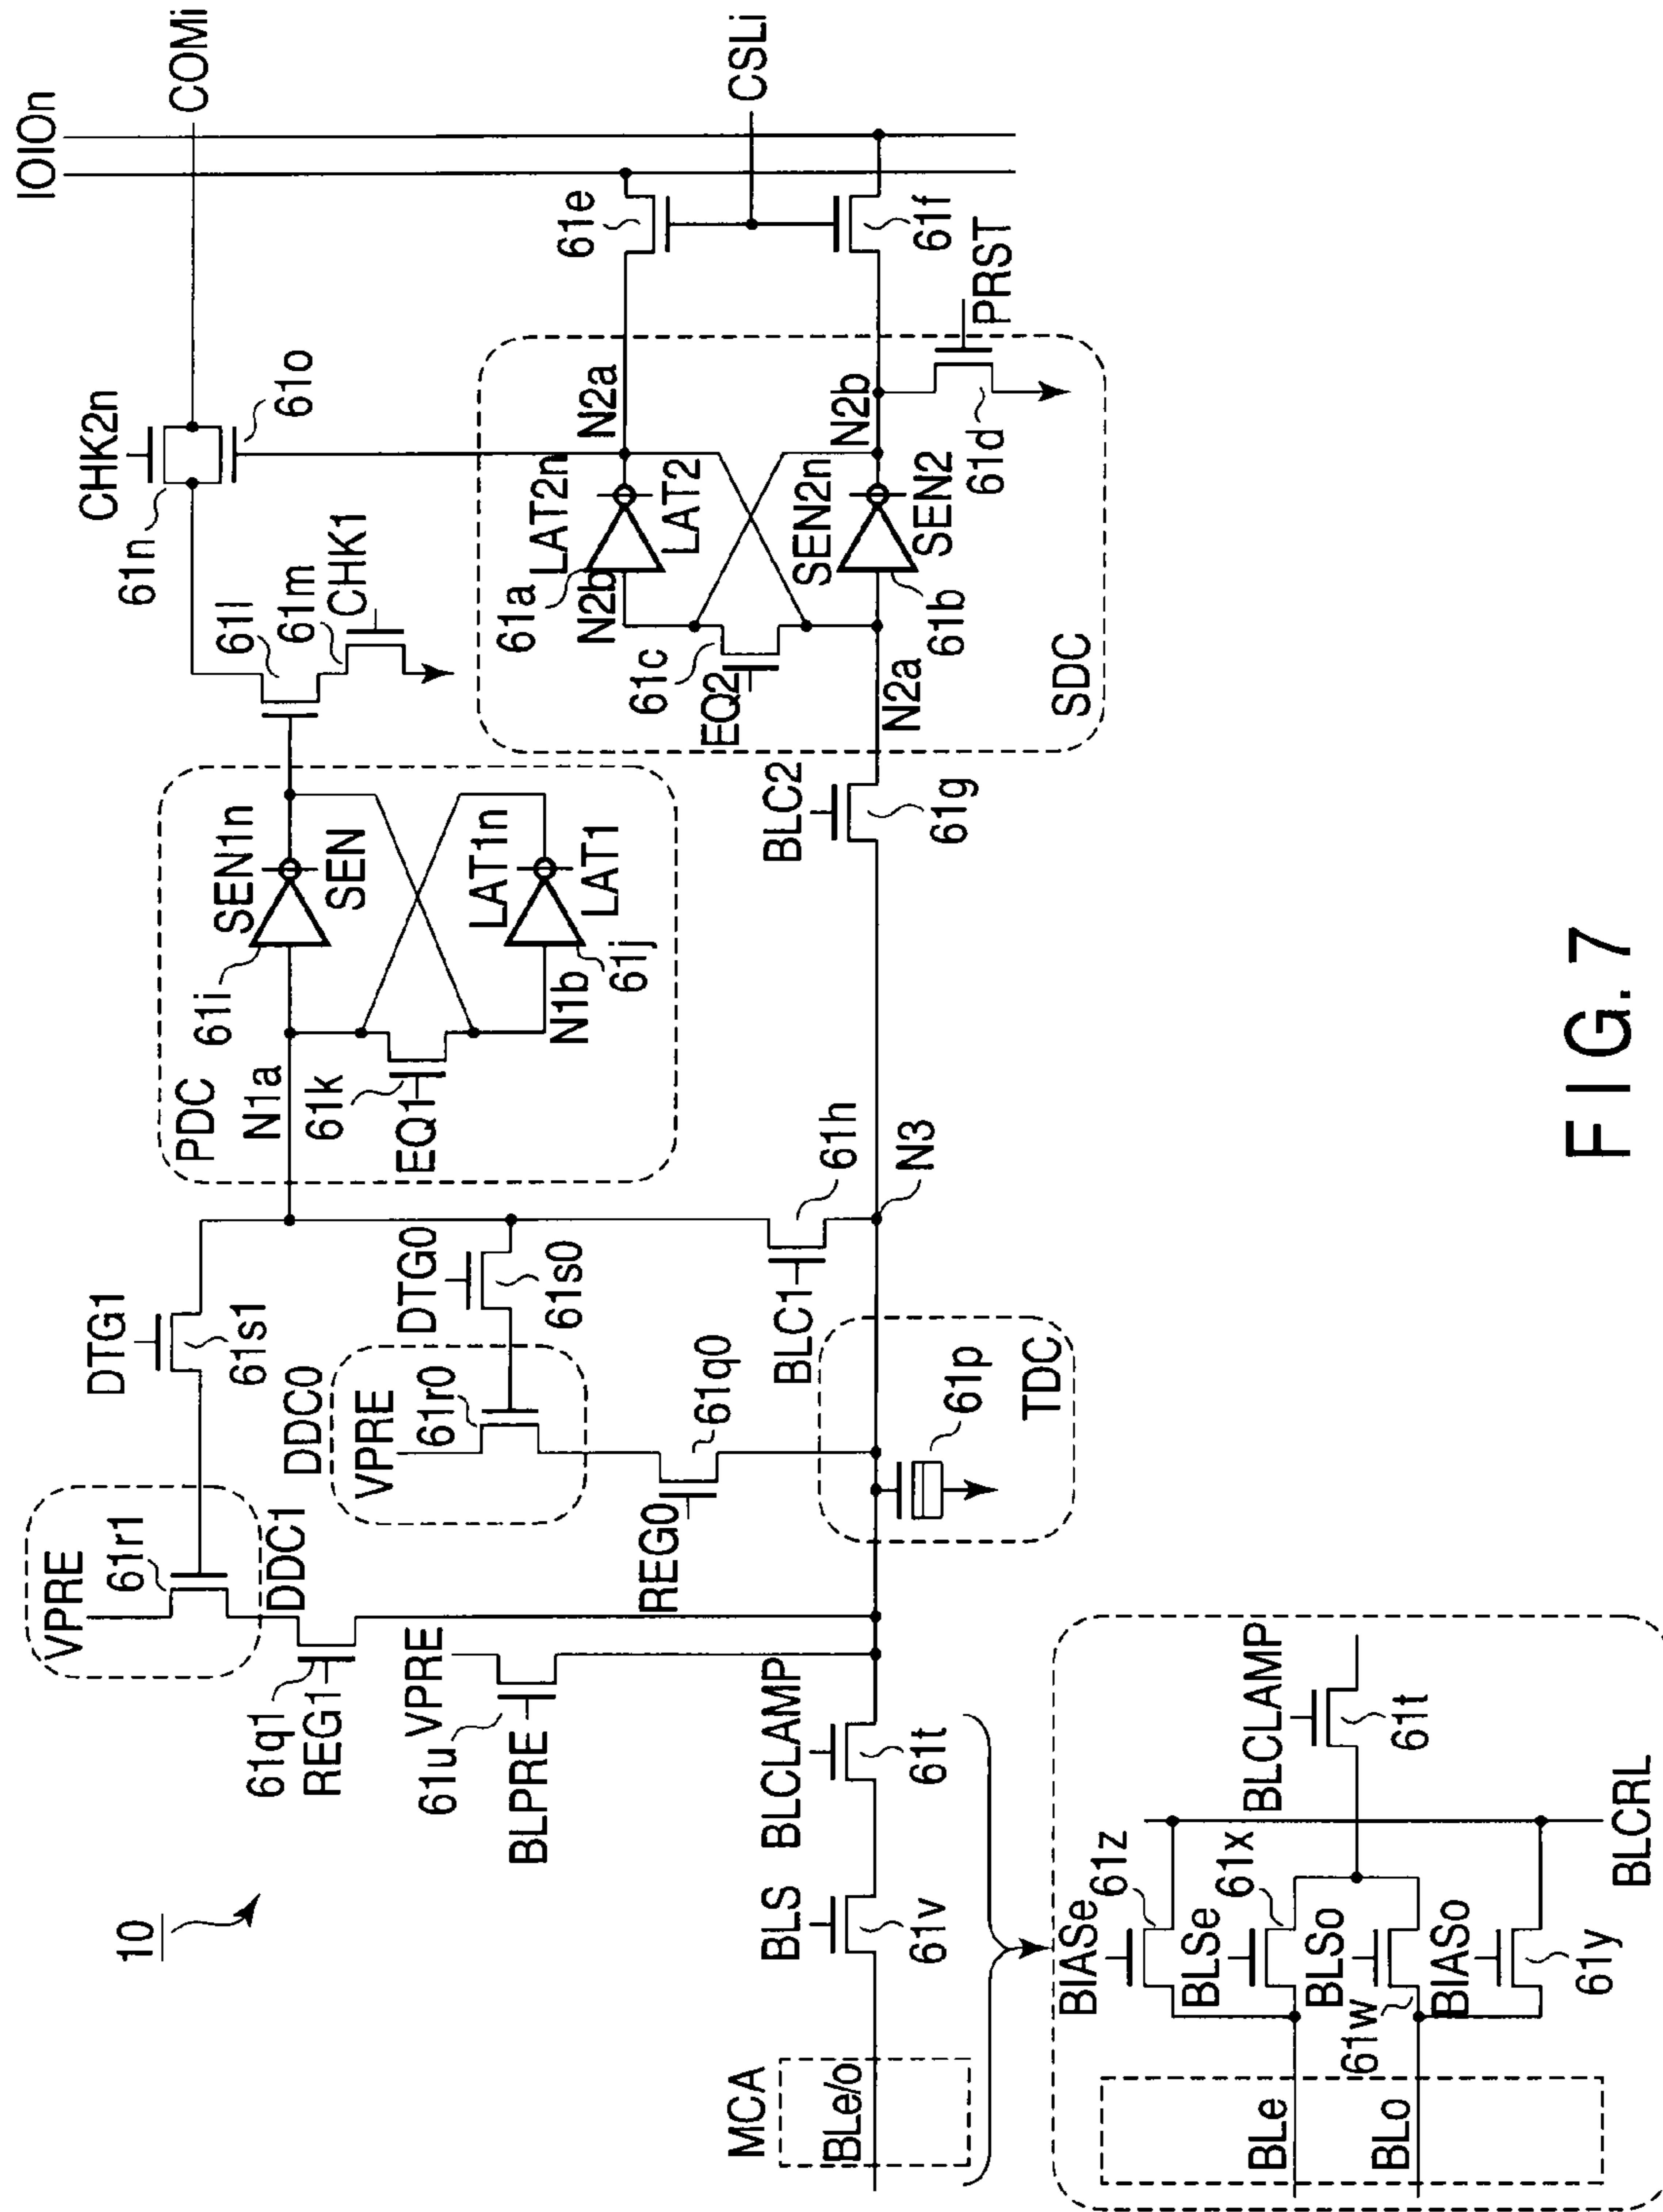 10
VPRE
61r1
DDC1
61q1
REG1
DTG1
61s1
VPRE
61u
BLPRE
DDC0
VPRE
61r0
DTG0
61s0
REG0
61q0
BLC1
61h
N3
TDC
61p
PDC
N1a
61i
SEN1n
SEN
61k
EQ1
N1b
LAT1n
LAT1
61j
61l
61m
CHK1
61n
CHK2n
61o
COMi
IOIOn
CSLi
61e
61f
PRST
61d
N2a
N2b
LAT2n
LAT2
61a
N2b
SEN2n
SEN2
61b
61c
EQ2
N2a
SDC
BLC2
61g
MCA
BLe/o
BLS
61v
BLCLAMP
61t
BIASe
61z
BLSe
61x
BLSo
61w
BIASo
61y
BLCLAMP
61t
BLCRL
BLe
BLo
FIG. 7